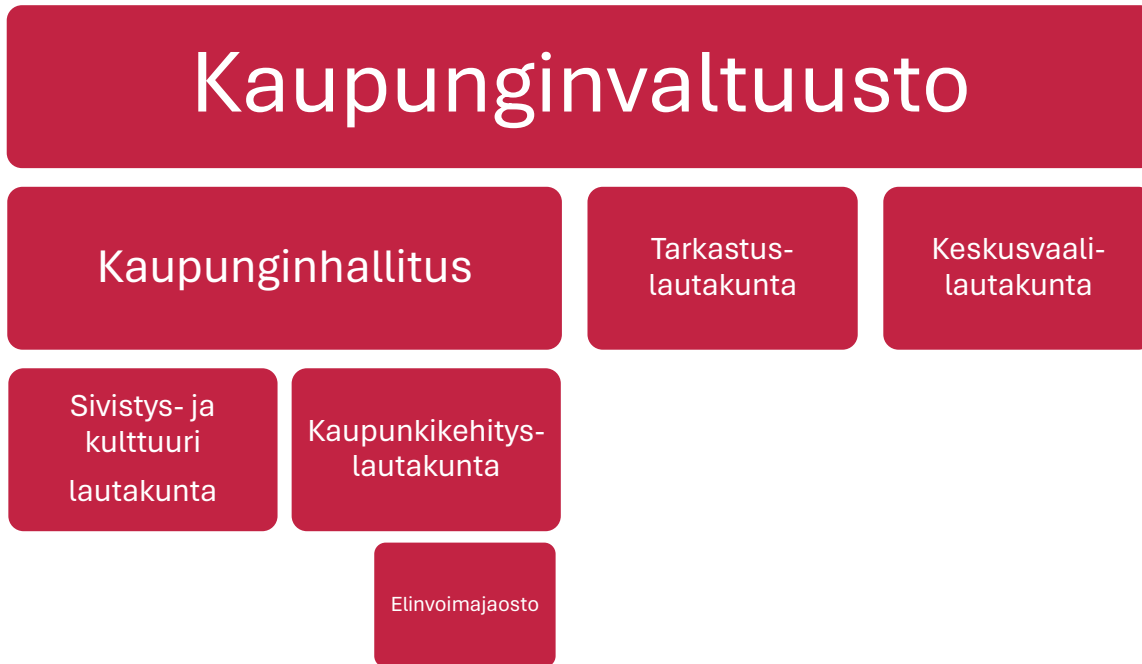 Kaupunginvaltuusto
Kaupunginhallitus
Tarkastus-
lautakunta
Keskusvaali-
lautakunta
Sivistys- ja
kulttuuri
lautakunta
Kaupunkikehitys-
lautakunta
Elinvoimajaosto